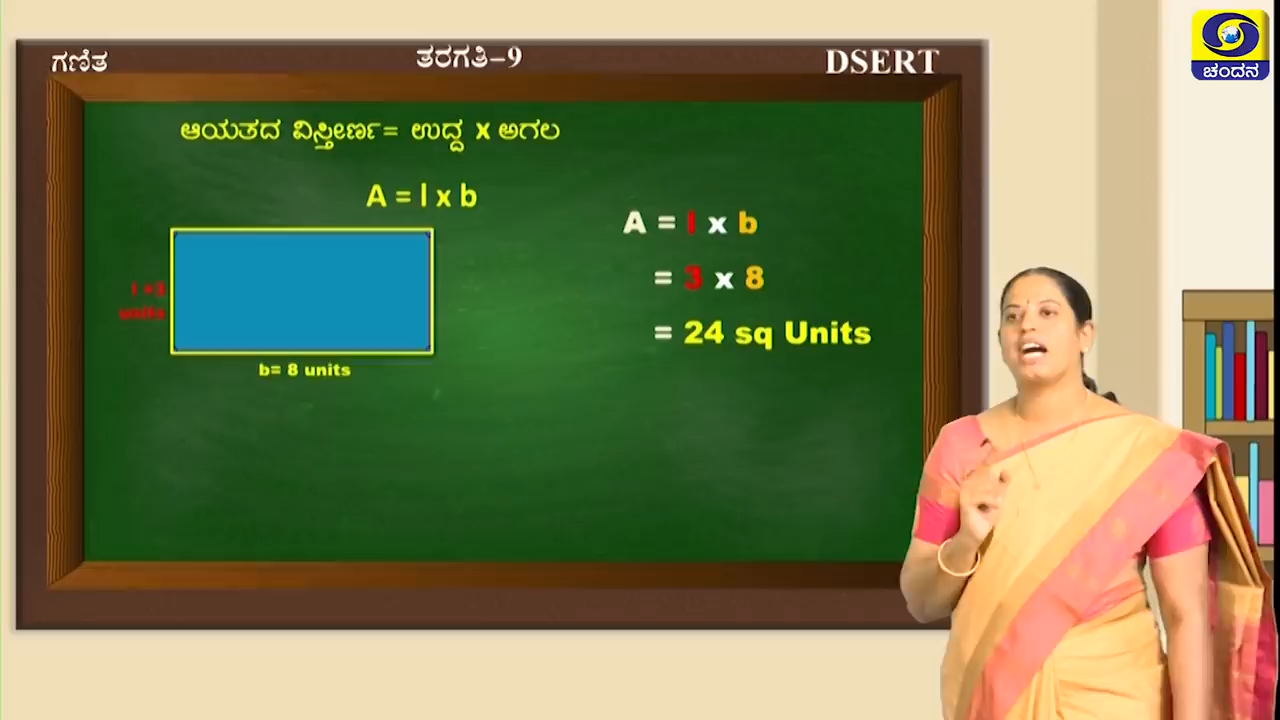 ಗಣಿತ
ತರಗತಿ-9
DSERT
ಚಂದನ
ಆಯತದ ವಿಸ್ತೀರ್ಣ= ಉದ್ದ x ಅಗಲ
A = l x b
l =3
units
b= 8 units
A = l x b
= 3 x 8
= 24 sq Units